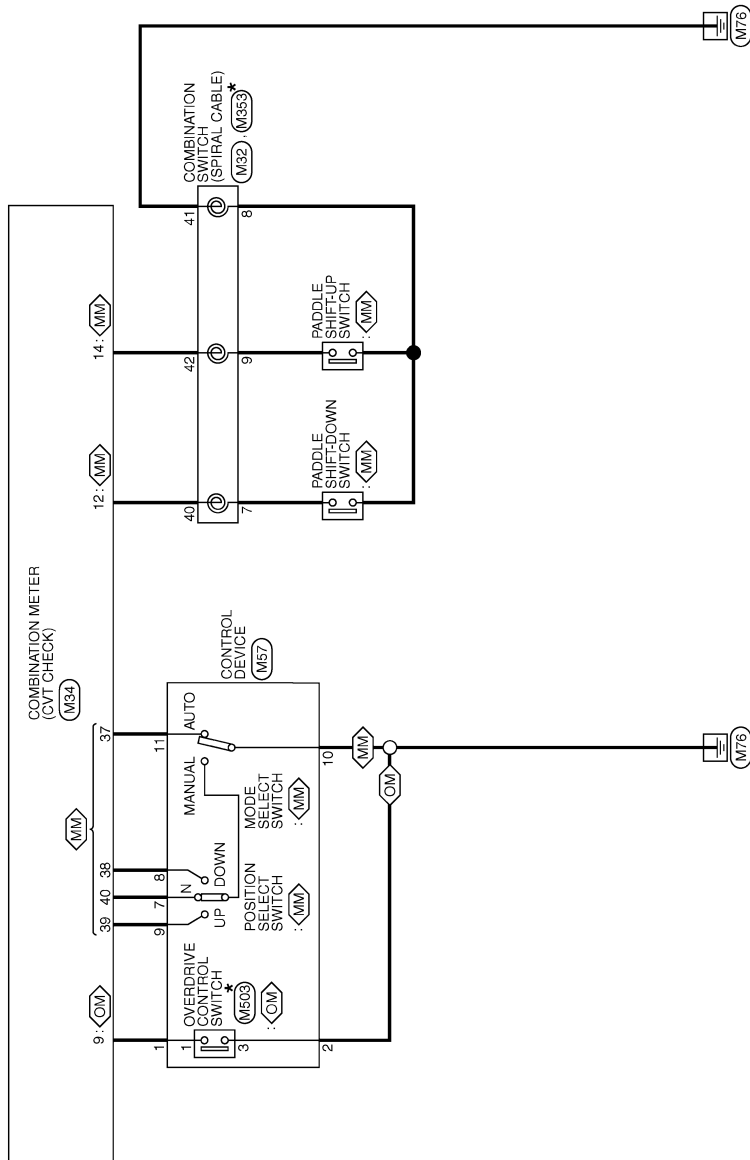 COMBINATION METER
(CVT CHECK)
M34
9 : OM
39
40
38
MM
37
12 : MM
14 : MM
1
9
7
8
11
40
42
41
COMBINATION
SWITCH
(SPIRAL CABLE)
M32 , M353 *
OVERDRIVE
CONTROL
SWITCH *
M503
: OM
1
3
UP
N
DOWN
POSITION
SELECT
SWITCH
: MM
MANUAL
AUTO
MODE
SELECT
SWITCH
: MM
CONTROL
DEVICE
M57
7
9
8
PADDLE
SHIFT-DOWN
SWITCH
: MM
PADDLE
SHIFT-UP
SWITCH
: MM
2
10
MM
OM
M76
M76